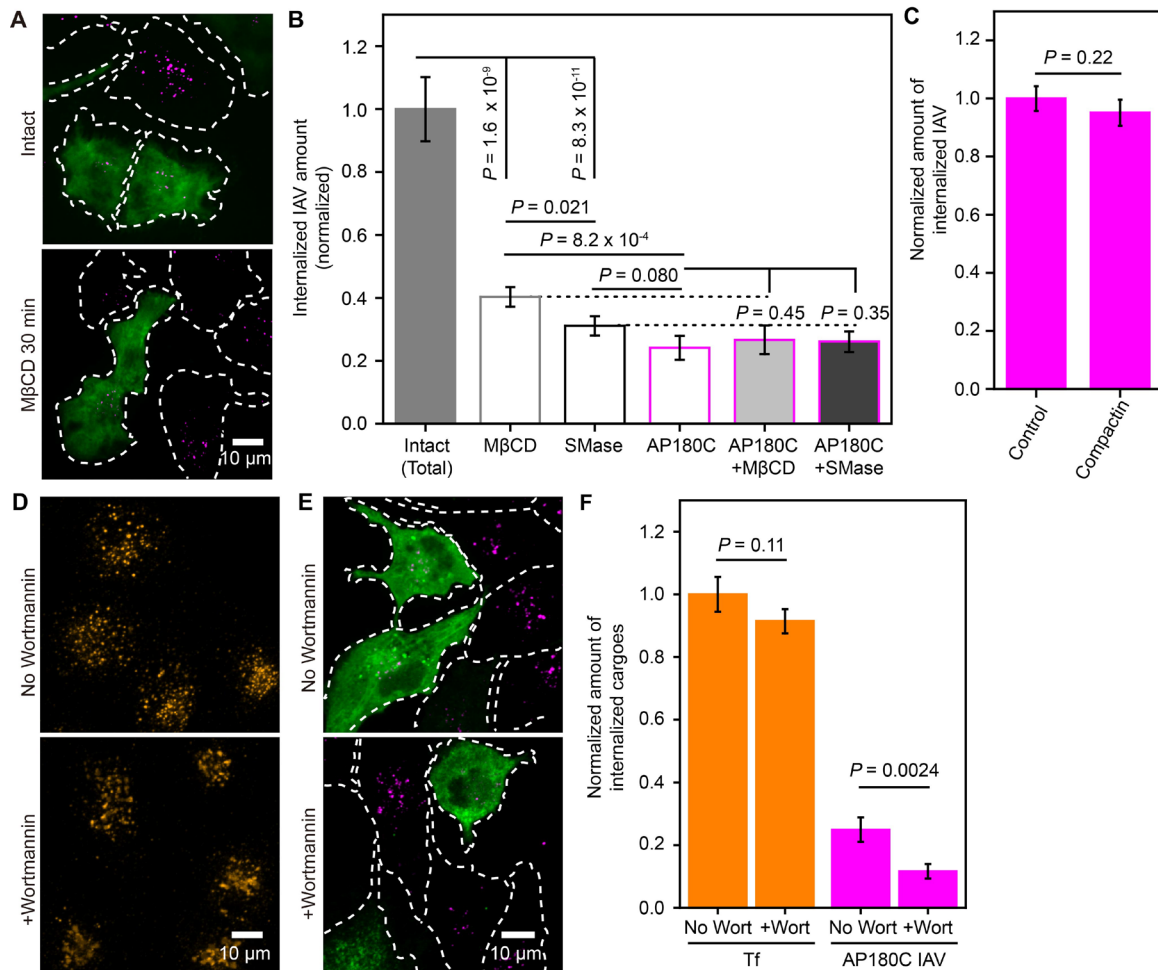 A
Intact
MβCD 30 min
10 µm
B
Internalized IAV amount
(normalized)
1.2
1.0
0.8
0.6
0.4
0.2
0.0
P = 1.6 x 10-9
P = 8.3 x 10-11
P = 0.021
P = 8.2 x 10-4
P = 0.080
P = 0.45
P = 0.35
Intact
(Total)
MβCD
SMase
AP180C
AP180C
+MβCD
AP180C
+SMase
C
Normalized amount of
internalized IAV
1.2
1.0
0.8
0.6
0.4
0.2
0.0
P = 0.22
Control
Compactin
D
No Wortmannin
+Wortmannin
10 µm
E
No Wortmannin
+Wortmannin
10 µm
F
Normalized amount of
internalized cargoes
1.2
1.0
0.8
0.6
0.4
0.2
0.0
P = 0.11
P = 0.0024
No Wort +Wort
No Wort +Wort
Tf
AP180C IAV